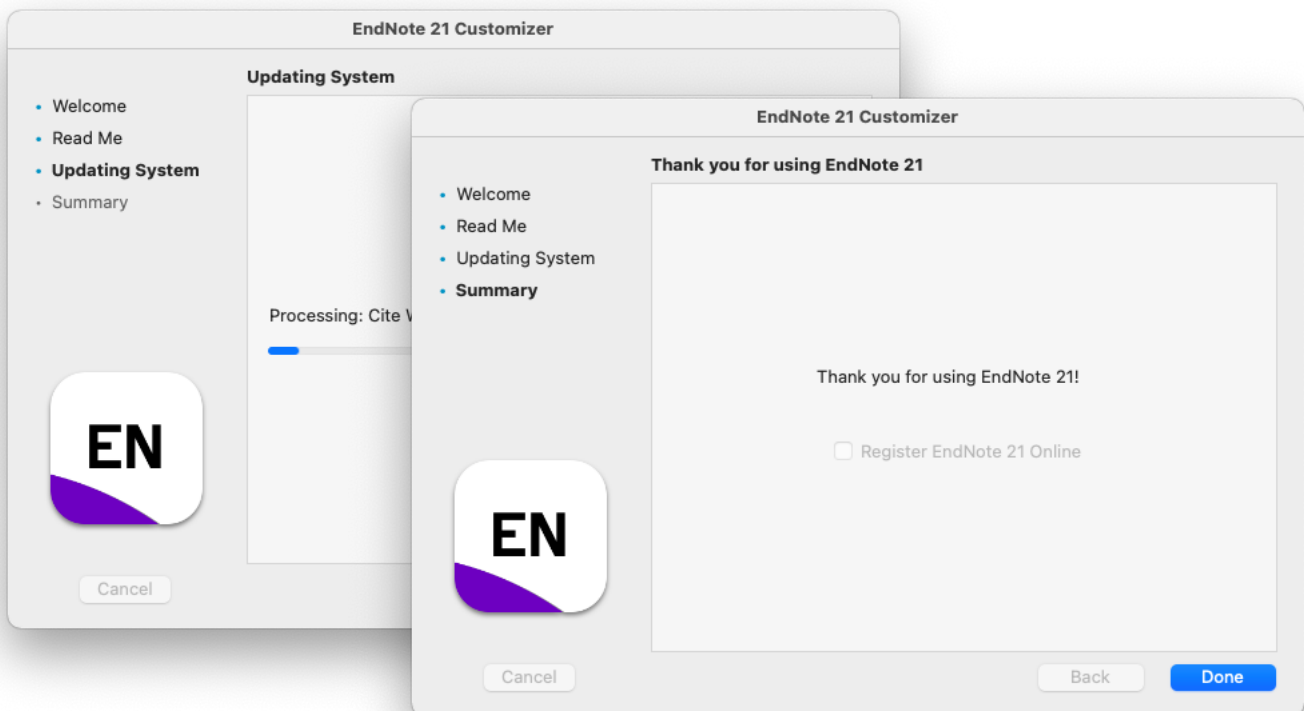 EndNote 21 Customizer
Updating System
Welcome
Read Me
Updating System
Summary
Processing: Cite
EN
Cancel
EndNote 21 Customizer
Thank you for using EndNote 21
Welcome
Read Me
Updating System
Summary
Thank you for using EndNote 21!
Register EndNote 21 Online
EN
Cancel
Back
Done